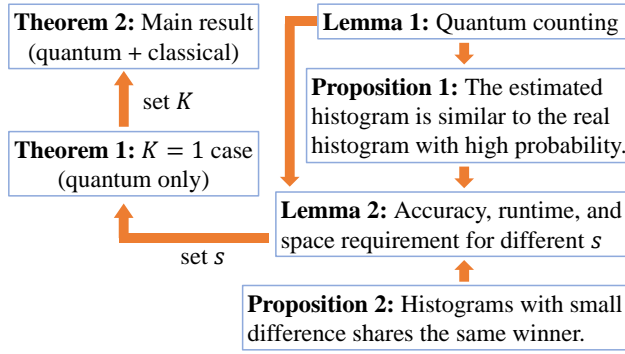 Theorem 2: Main result
(quantum + classical)
set K
Theorem 1: K = 1 case
(quantum only)
set s
Lemma 1: Quantum counting
Proposition 1: The estimated
histogram is similar to the real
histogram with high probability.
Lemma 2: Accuracy, runtime, and
space requirement for different s
Proposition 2: Histograms with small
difference shares the same winner.